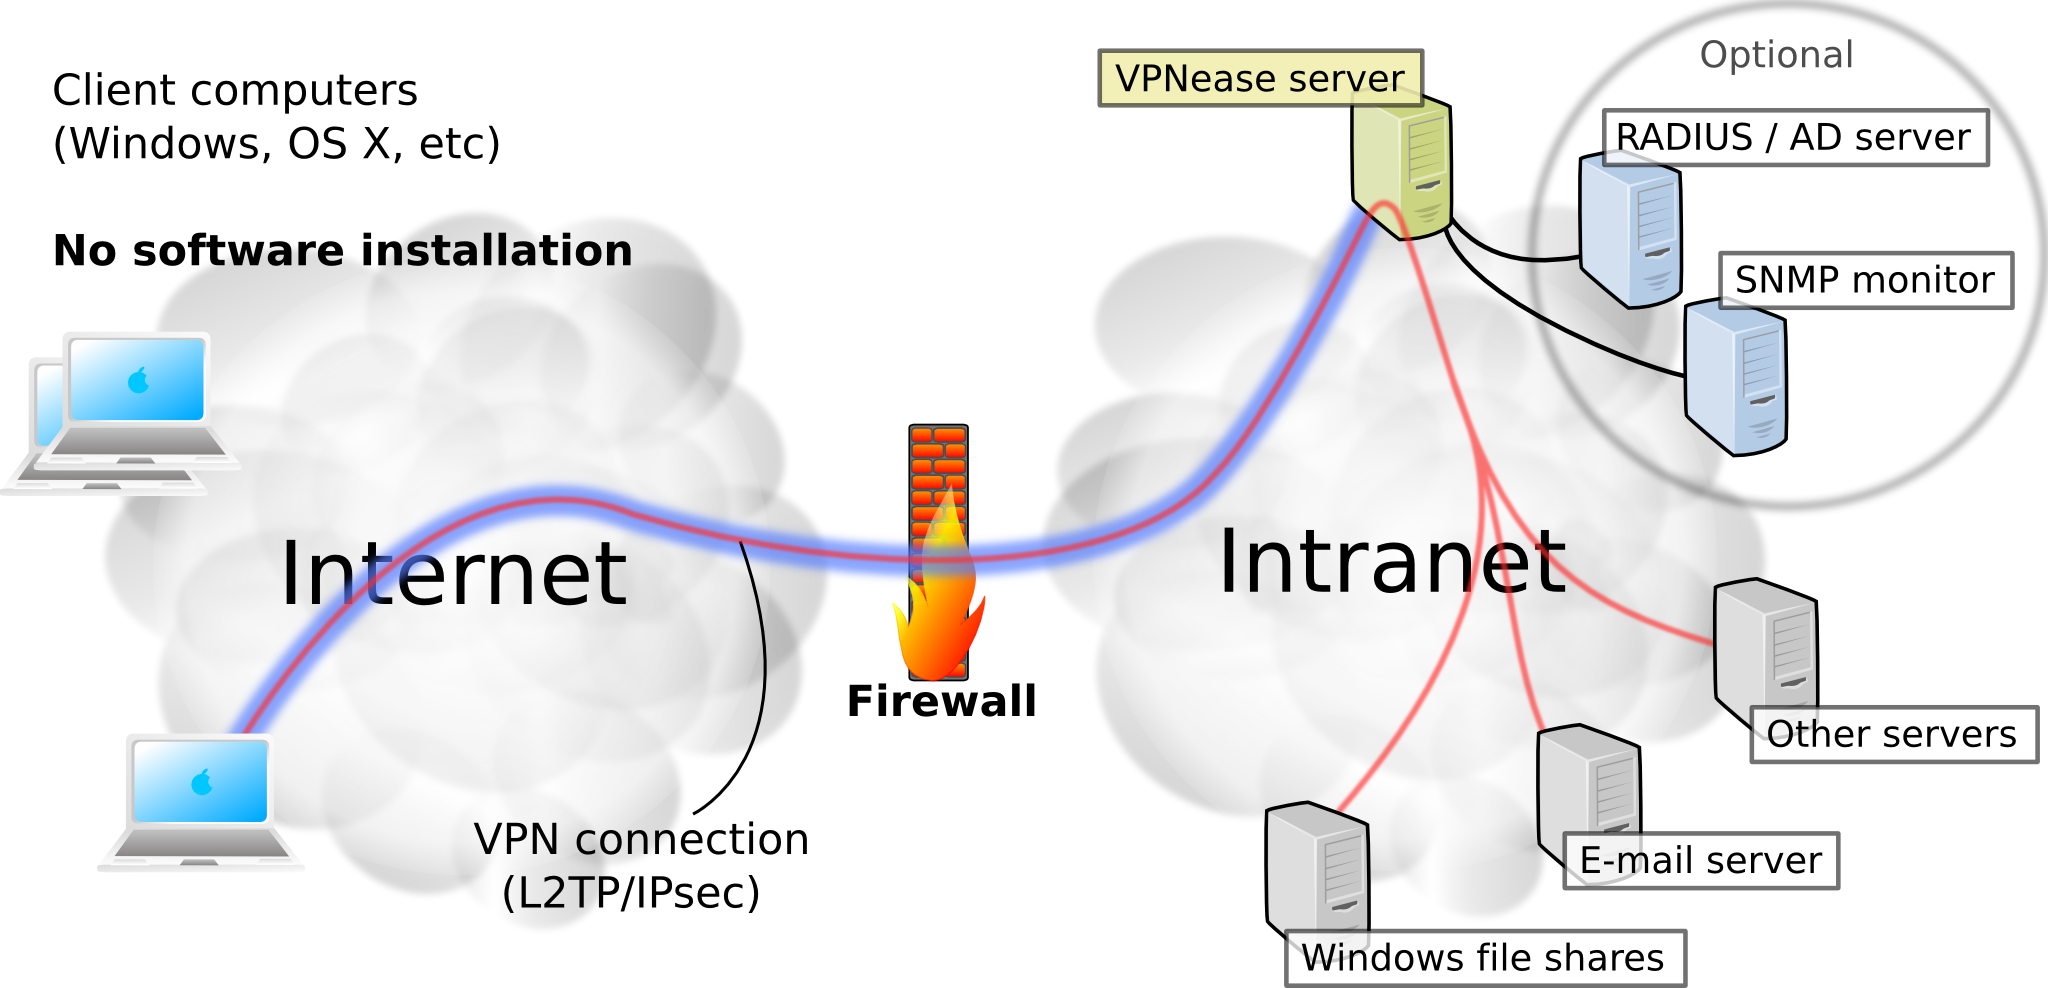 Client computers
(Windows, OS X, etc)
No software installation
VPNease server
Optional
RADIUS / AD server
SNMP monitor
Internet
Intranet
Firewall
VPN connection
(L2TP/IPsec)
Other servers
E-mail server
Windows file shares